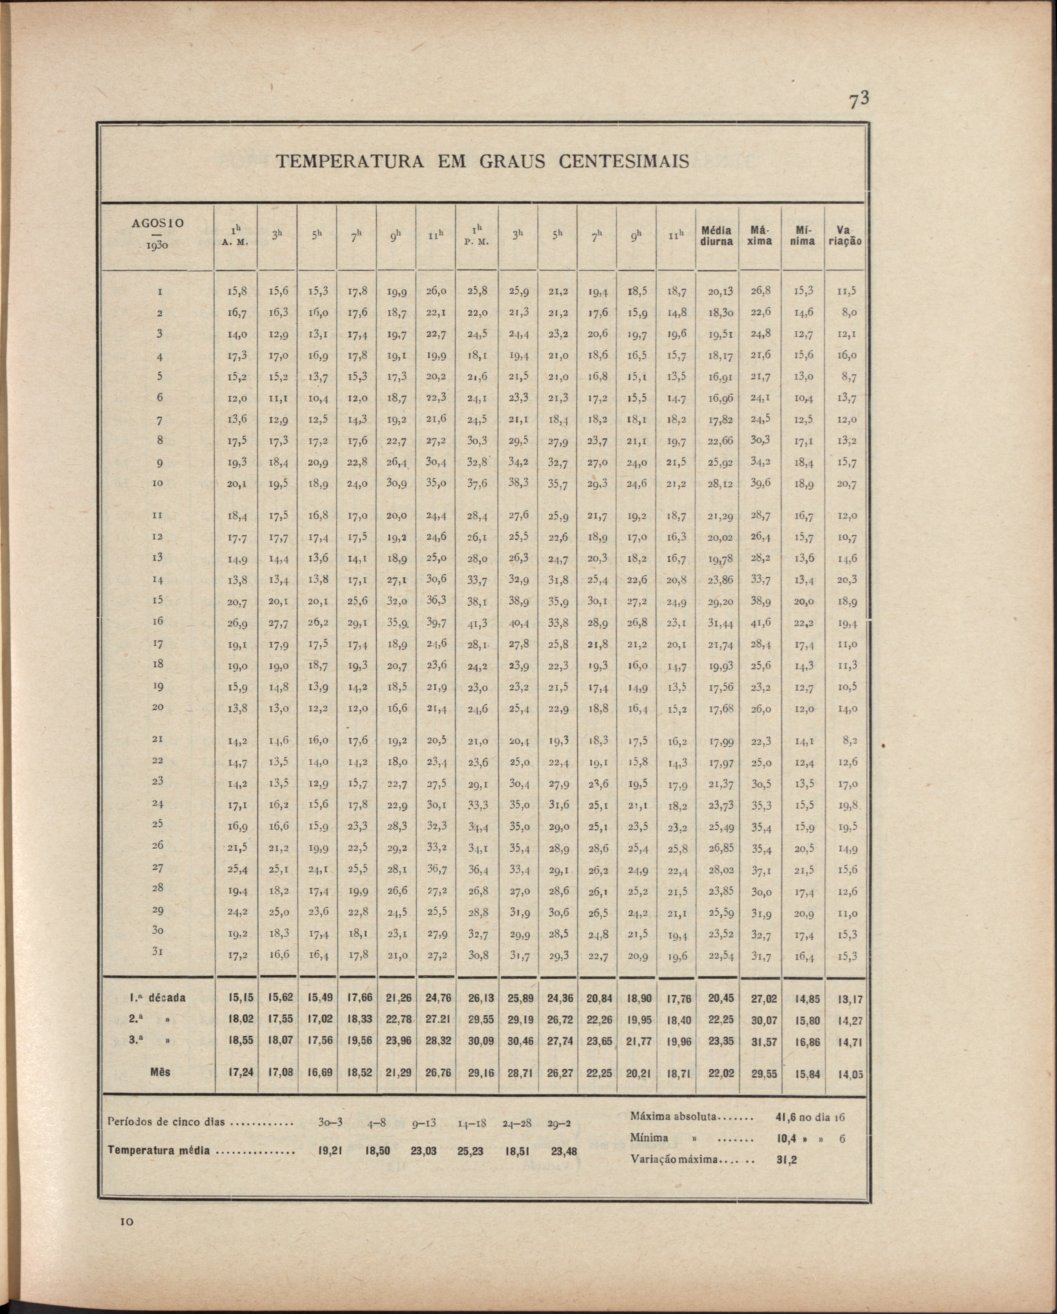 73
TEMPERATURA EM GRAUS CENTESIMAIS
AGOSTO 1930 1h A. M. 3h 5h 7h 9h 11h 1h P. M. 3h 5h 7h 9h 11h Média diurna Má-xima Mí-nima Va riação
1 15,8 15,6 15,3 17,8 19,9 26,0 25,8 25,9 21,2 19,4 18,5 18,7 20,13 26,8 15,3 11,5
2 16,7 16,3 16,0 17,6 18,7 22,1 22,0 21,3 21,2 17,6 15,9 14,8 18,30 22,6 14,6 8,0
3 14,0 12,9 13,1 17,4 19,7 22,7 24,5 24,4 23,2 20,6 19,7 19,6 19,51 24,8 12,7 12,1
4 17,3 17,0 16,9 17,8 19,1 19,9 18,1 19,4 21,0 18,6 16,5 15,7 18,17 21,6 15,6 16,0
5 15,2 15,2 13,7 15,3 17,3 20,2 21,6 21,5 21,0 16,8 15,1 13,5 16,91 21,7 13,0 8,7
6 12,0 11,1 10,4 12,0 18,7 22,3 24,1 23,3 21,3 17,2 15,5 14,7 16,96 24,1 10,4 13,7
7 13,6 12,9 12,5 14,3 19,2 21,6 24,5 21,1 18,4 18,2 18,1 18,2 17,82 24,5 12,5 12,0
8 17,5 17,3 17,2 17,6 22,7 27,2 30,3 29,5 27,9 23,7 21,1 19,7 22,66 30,3 17,1 13,2
9 19,3 18,4 20,9 22,8 26,4 30,4 32,8 34,2 32,7 27,0 24,0 21,5 25,92 34,2 18,4 15,7
10 20,1 19,5 18,9 24,0 30,9 35,0 37,6 38,3 35,7 29,3 24,6 21,2 28,12 39,6 18,9 20,7
11 18,4 17,5 16,8 17,0 20,0 24,4 28,4 27,6 25,9 21,7 19,2 18,7 21,29 28,7 16,7 12,0
12 17,7 17,7 17,4 17,5 19,2 24,6 26,1 25,5 22,6 18,9 17,0 16,3 20,02 26,4 15,7 10,7
13 14,9 14,4 13,6 14,1 18,9 25,0 28,0 26,3 24,7 20,3 18,2 16,7 19,78 28,2 13,6 14,6
14 13,8 13,4 13,8 17,1 27,1 30,6 33,7 32,9 31,8 25,4 22,6 20,8 23,86 33,7 13,4 20,3
15 20,7 20,1 20,1 25,6 32,0 36,3 38,1 38,9 35,9 30,1 27,2 24,9 29,20 38,9 20,0 18,9
16 26,9 27,7 26,2 29,1 35,9 39,7 41,3 40,4 33,8 28,9 26,8 23,1 31,44 41,6 22,2 19,4
17 19,1 17,9 17,5 17,4 18,9 24,6 28,1 27,8 25,8 21,8 21,2 20,1 21,74 28,4 17,4 11,0
18 19,0 19,0 18,7 19,3 20,7 23,6 24,2 23,9 22,3 19,3 16,0 14,7 19,93 25,6 14,3 11,3
19 15,9 14,8 13,9 14,2 18,5 21,9 23,0 23,2 21,5 17,4 14,9 13,5 17,56 23,2 12,7 10,5
20 13,8 13,0 12,2 12,0 16,6 21,4 24,6 25,4 22,9 18,8 16,4 15,2 17,68 26,0 12,0 14,0
21 14,2 14,6 16,0 17,6 19,2 20,5 21,0 20,4 19,3 18,3 17,5 16,2 17,99 22,3 14,1 8,2
22 14,7 13,5 14,0 14,2 18,0 23,4 23,6 25,0 22,4 19,1 15,8 14,3 17,97 25,0 12,4 12,6
23 14,2 13,5 12,9 15,7 22,7 27,5 29,1 30,4 27,9 23,6 19,5 17,9 21,37 30,5 13,5 17,0
24 17,1 16,2 15,6 17,8 22,9 30,1 33,3 35,0 31,6 25,1 21,1 18,2 23,73 35,3 15,5 19,8
25 16,9 16,6 15,9 23,3 28,3 32,3 34,4 35,0 29,0 25,1 23,5 23,2 25,49 35,4 15,9 19,5
26 21,5 21,2 19,9 22,5 29,2 33,2 34,1 35,4 28,9 28,6 25,4 25,8 26,85 35,4 20,5 14,9
27 25,4 25,1 24,1 25,5 28,1 36,7 36,4 33,4 29,1 26,2 24,9 22,4 28,02 37,1 21,5 15,6
28 19,4 18,2 17,4 19,9 26,6 27,2 26,8 27,0 28,6 26,1 25,2 21,5 23,85 30,0 17,4 12,6
29 24,2 25,0 23,6 22,8 24,5 25,5 28,8 31,9 30,6 26,5 24,2 21,1 25,59 31,9 20,9 11,0
30 19,2 18,3 17,4 18,1 23,1 27,9 32,7 29,9 28,5 24,8 21,5 19,4 23,52 32,7 17,4 15,3
31 17,2 16,6 16,4 17,8 21,0 27,2 30,8 31,7 29,3 22,7 20,9 19,6 22,54 31,7 16,4 15,3
1.ª década 15,15 15,62 15,49 17,66 21,26 24,76 26,13 25,89 24,36 20,84 18,90 17,76 20,45 27,02 14,85 13,17
2.ª » 18,02 17,55 17,02 18,33 22,78 27.21 29,55 29,19 26,72 22,26 19,95 18,40 22,25 30,07 15,80 14,27
3.ª » 18,55 18,07 17,56 19,56 23,96 28,32 30,09 30,46 27,74 23,65 21,77 19,96 23,35 31,57 16,86 14,71
Mês 17,24 17,08 16,69 18,52 21,29 26,76 29,16 28,71 26,27 22,25 20,21 18,71 22,02 29,55 15,84 14,05
Períodos de cinco dias ............ 30—3 4—8 9—13 14—18 24—28 29—2
Temperatura média ............... 19,21 18,50 23,03 25,23 18,51 23,48
Máxima absoluta....... 41,6 no dia 16
Mínima » ....... 10,4 » » 6
Variação máxima...... 31,2
10